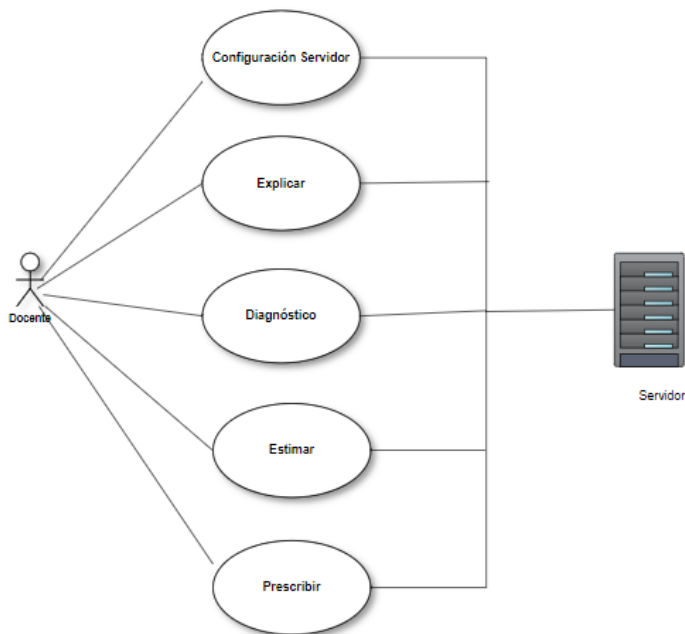 Configuración Servidor
Explicar
Docente
Diagnóstico
Servidor
Estimar
Prescribir